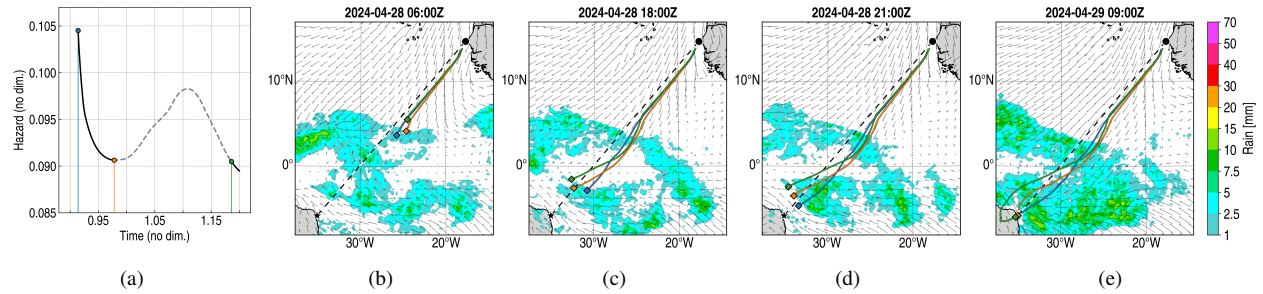 2024-04-28 06:00Z
2024-04-28 18:00Z
2024-04-28 21:00Z
2024-04-29 09:00Z
0.105
0.100
0.095
0.090
0.085
Hazard (no dim.)
0.95
1.05
1.15
Time (no dim.)
10°N
0°
30°W
20°W
10°N
0°
30°W
20°W
10°N
0°
30°W
20°W
10°N
0°
30°W
20°W
70
50
40
30
20
15
10
7.5
5
2.5
1
Rain [mm]
(a)
(b)
(c)
(d)
(e)